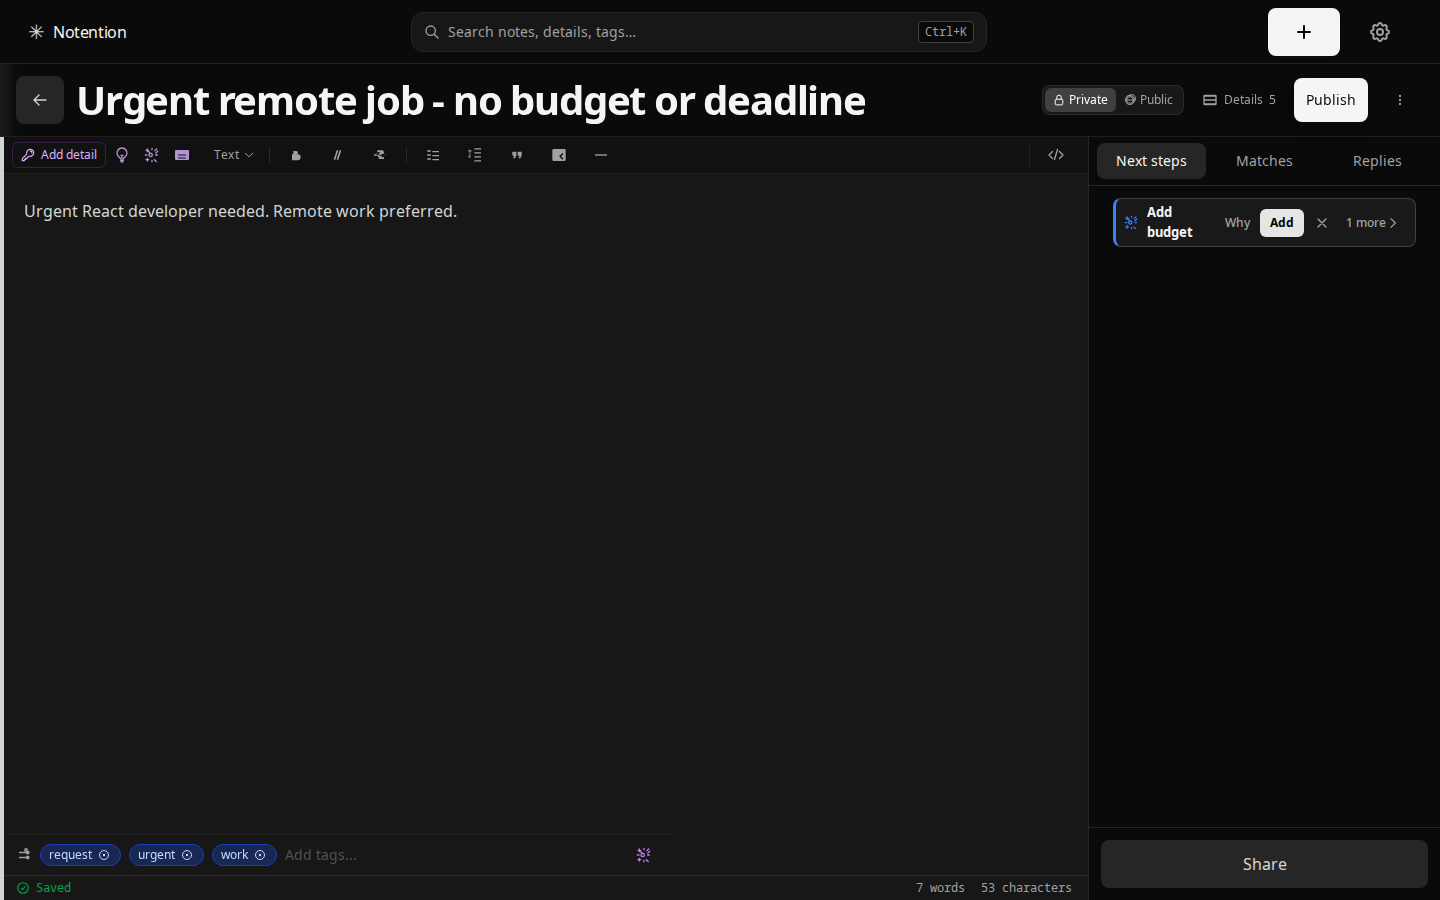 Notention
Search notes, details, tags...
Ctrl+K
Urgent remote job - no budget or deadline
Private
Public
Details 5
Publish
Add detail
Text
Next steps
Matches
Replies
Urgent React developer needed. Remote work preferred.
Add budget
Why
Add
1 more
request
urgent
work
Add tags...
Share
Saved
7 words
53 characters